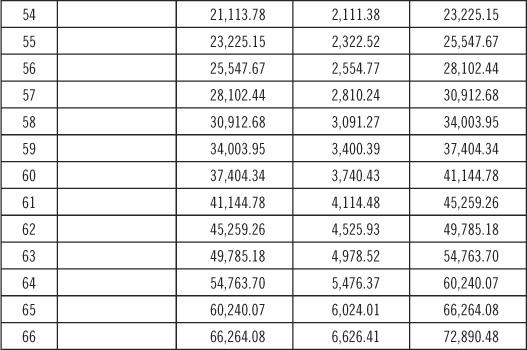 54 21,113.78 2,111.38 23,225.15
55 23,225.15 2,322.52 25,547.67
56 25,547.67 2,554.77 28,102.44
57 28,102.44 2,810.24 30,912.68
58 30,912.68 3,091.27 34,003.95
59 34,003.95 3,400.39 37,404.34
60 37,404.34 3,740.43 41,144.78
61 41,144.78 4,114.48 45,259.26
62 45,259.26 4,525.93 49,785.18
63 49,785.18 4,978.52 54,763.70
64 54,763.70 5,476.37 60,240.07
65 60,240.07 6,024.01 66,264.08
66 66,264.08 6,626.41 72,890.48